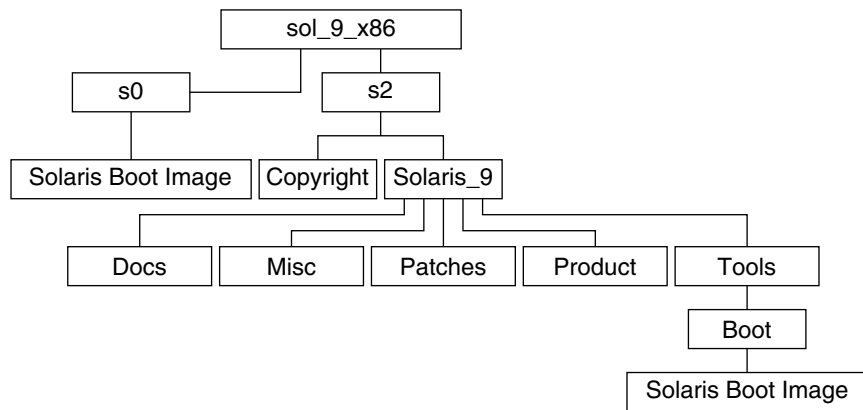 sol_9_x86
s0
s2
Solaris Boot Image
Copyright
Solaris_9
Docs
Misc
Patches
Product
Tools
Boot
Solaris Boot Image